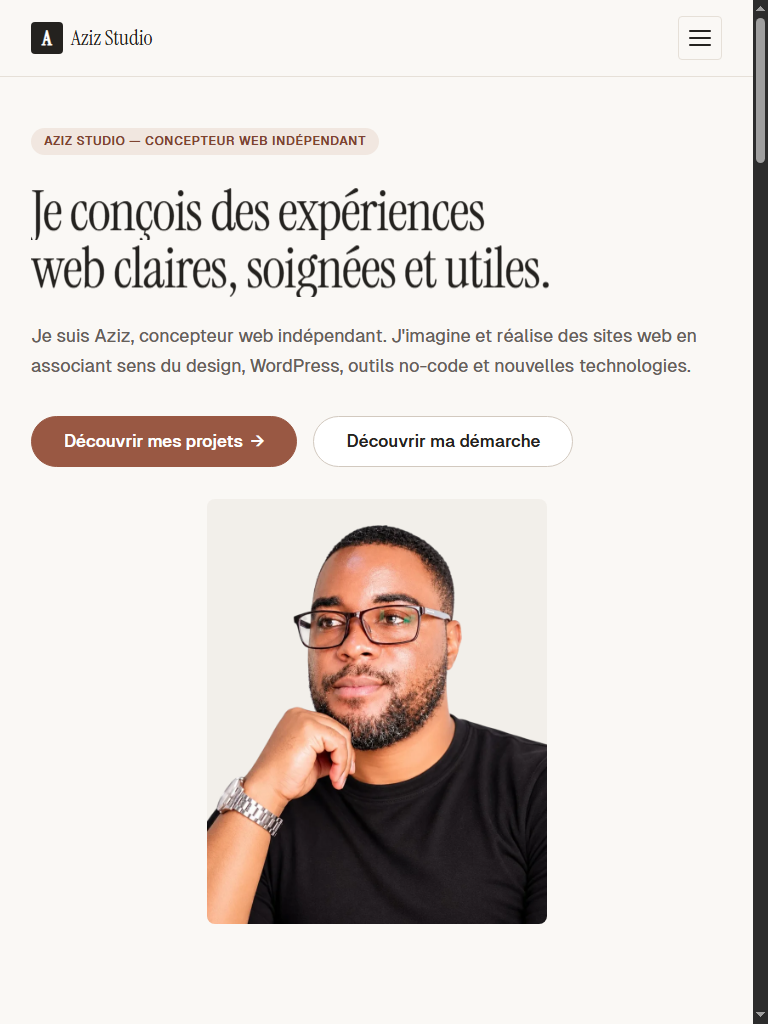 A Aziz Studio
AZIZ STUDIO — CONCEPTEUR WEB INDÉPENDANT
Je conçois des expériences
web claires, soignées et utiles.
Je suis Aziz, concepteur web indépendant. J'imagine et réalise des sites web en
associant sens du design, WordPress, outils no-code et nouvelles technologies.
Découvrir mes projets →
Découvrir ma démarche